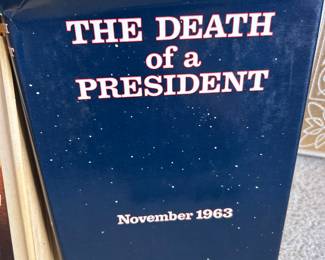 THE DEATH
of a
PRESIDENT
November 1963